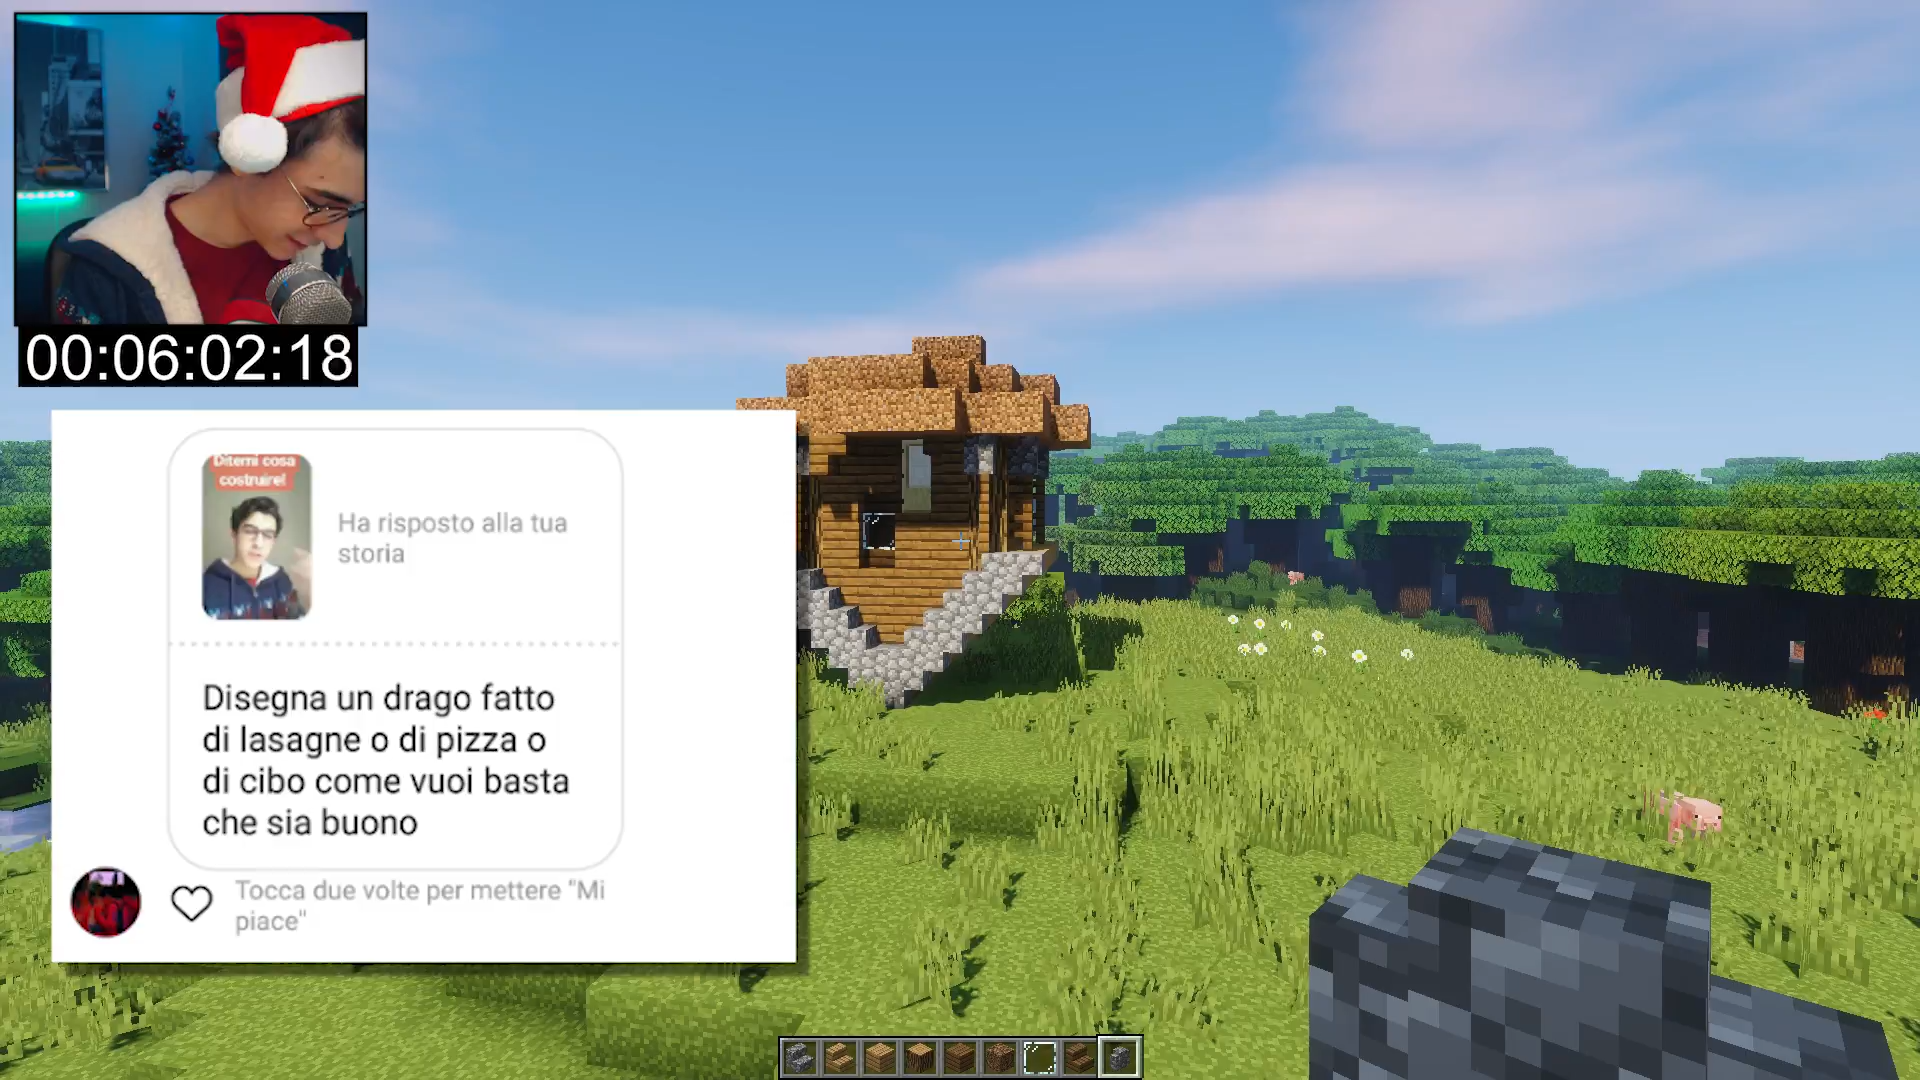 00:06:02:18
Ditemi cosa
costruire!
Ha risposto alla tua
storia
Disegna un drago fatto
di lasagne o di pizza o
di cibo come vuoi basta
che sia buono
Tocca due volte per mettere "Mi
piace"